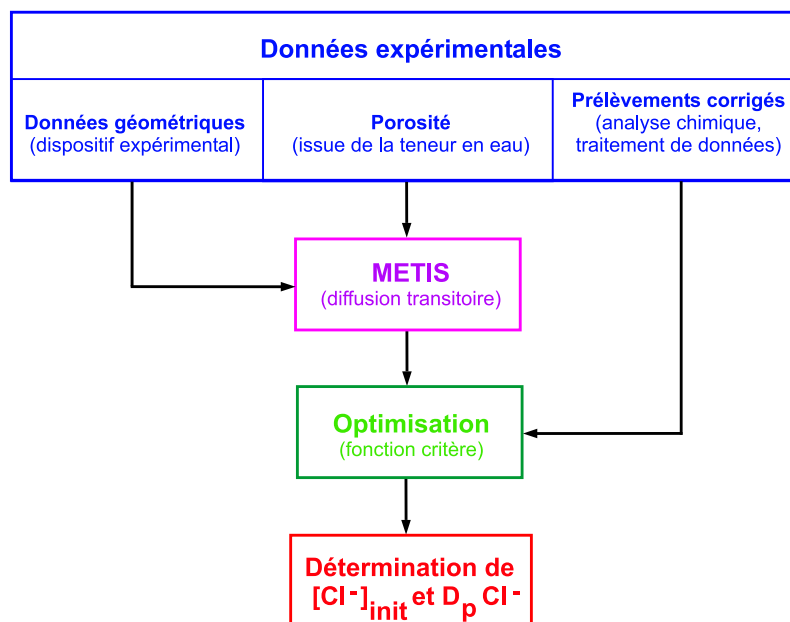 Données expérimentales
Données géométriques
(dispositif expérimental)
Porosité
(issue de la teneur en eau)
Prélèvements corrigés
(analyse chimique,
traitement de données)
METIS
(diffusion transitoire)
Optimisation
(fonction critère)
Détermination de
[Cl⁻]init et Dp Cl⁻